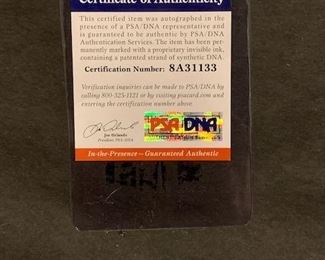 Certificate of Authenticity
This certified item was autographed in the
presence of a PSA/DNA representative and
is guaranteed to be authentic by PSA/DNA
Authentication Services. The item has been per-
manently marked with a proprietary invisible ink,
containing a patented strand of synthetic DNA.
Certification Number: 8A31133
Verification inquiries can be made to PSA/DNA by
calling 800-325-1121 or by visiting psacard.com and
entering the certification number above.
Joe Orlando
President, PSA/DNA
PSA DNA
AUTHENTICATION SERVICES
In-the-Presence – Guaranteed Authentic